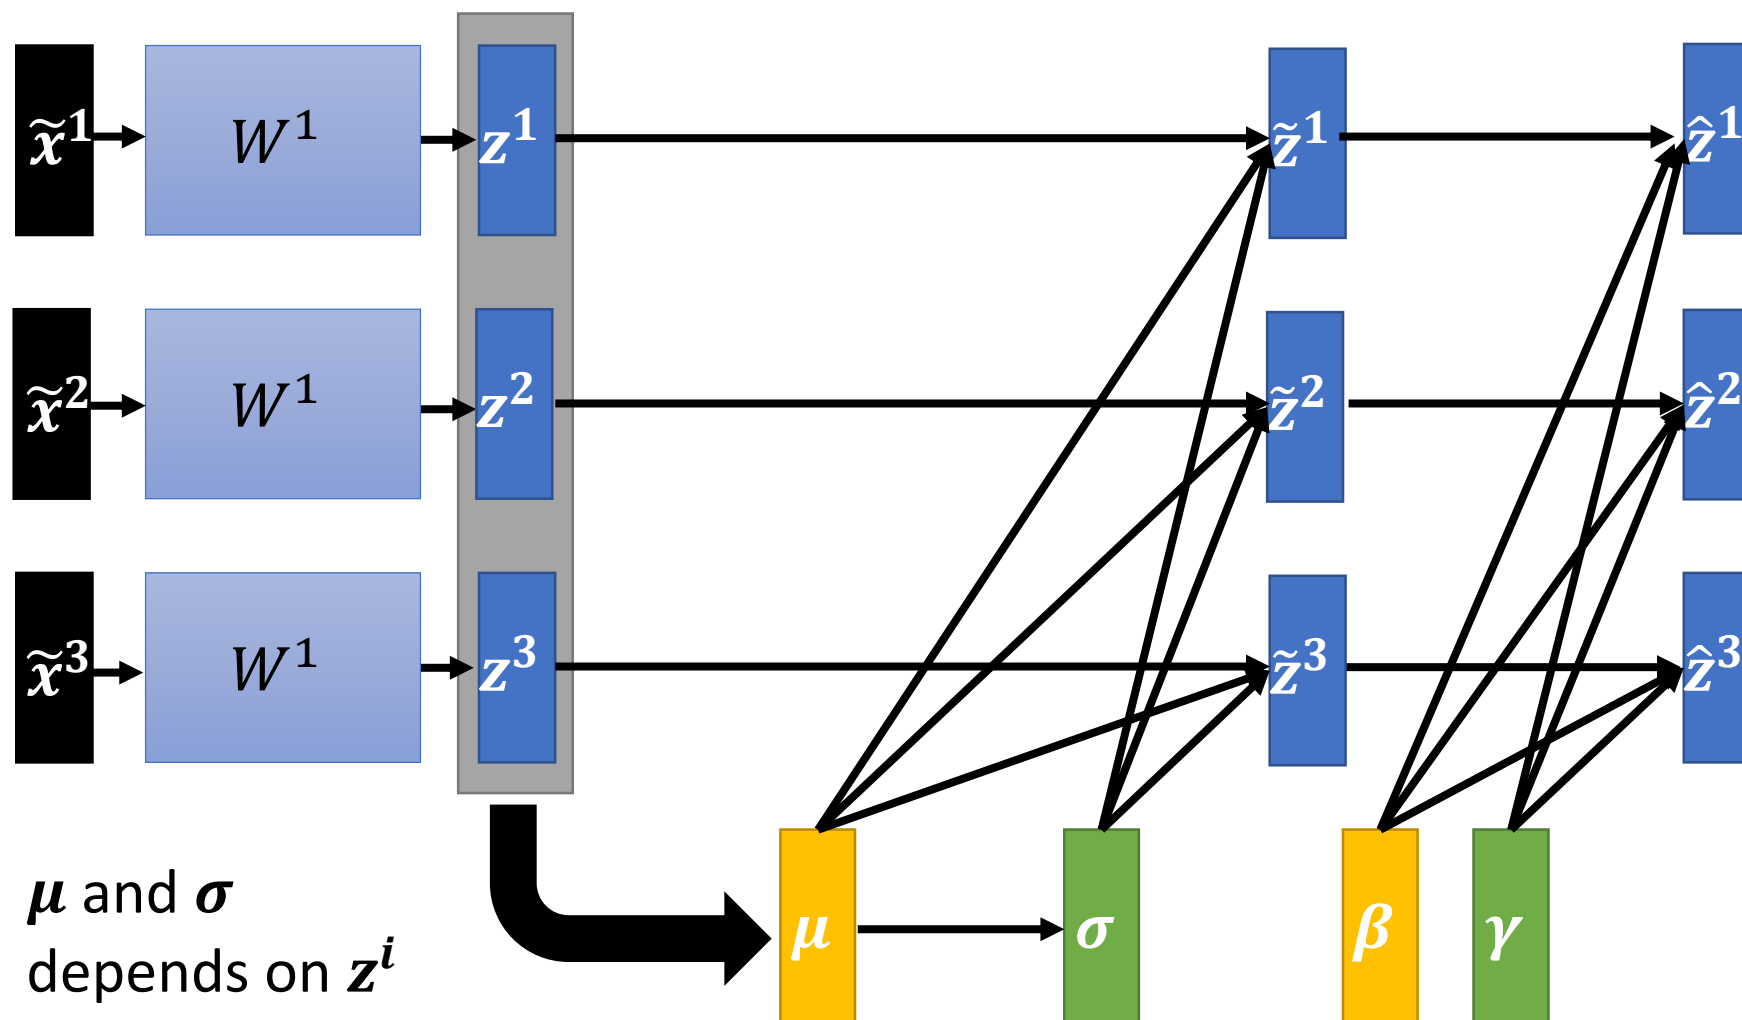 x̃¹ W¹ z¹ z̃¹ ẑ¹
x̃² W¹ z² z̃² ẑ²
x̃³ W¹ z³ z̃³ ẑ³
μ and σ
depends on zⁱ
μ σ β γ